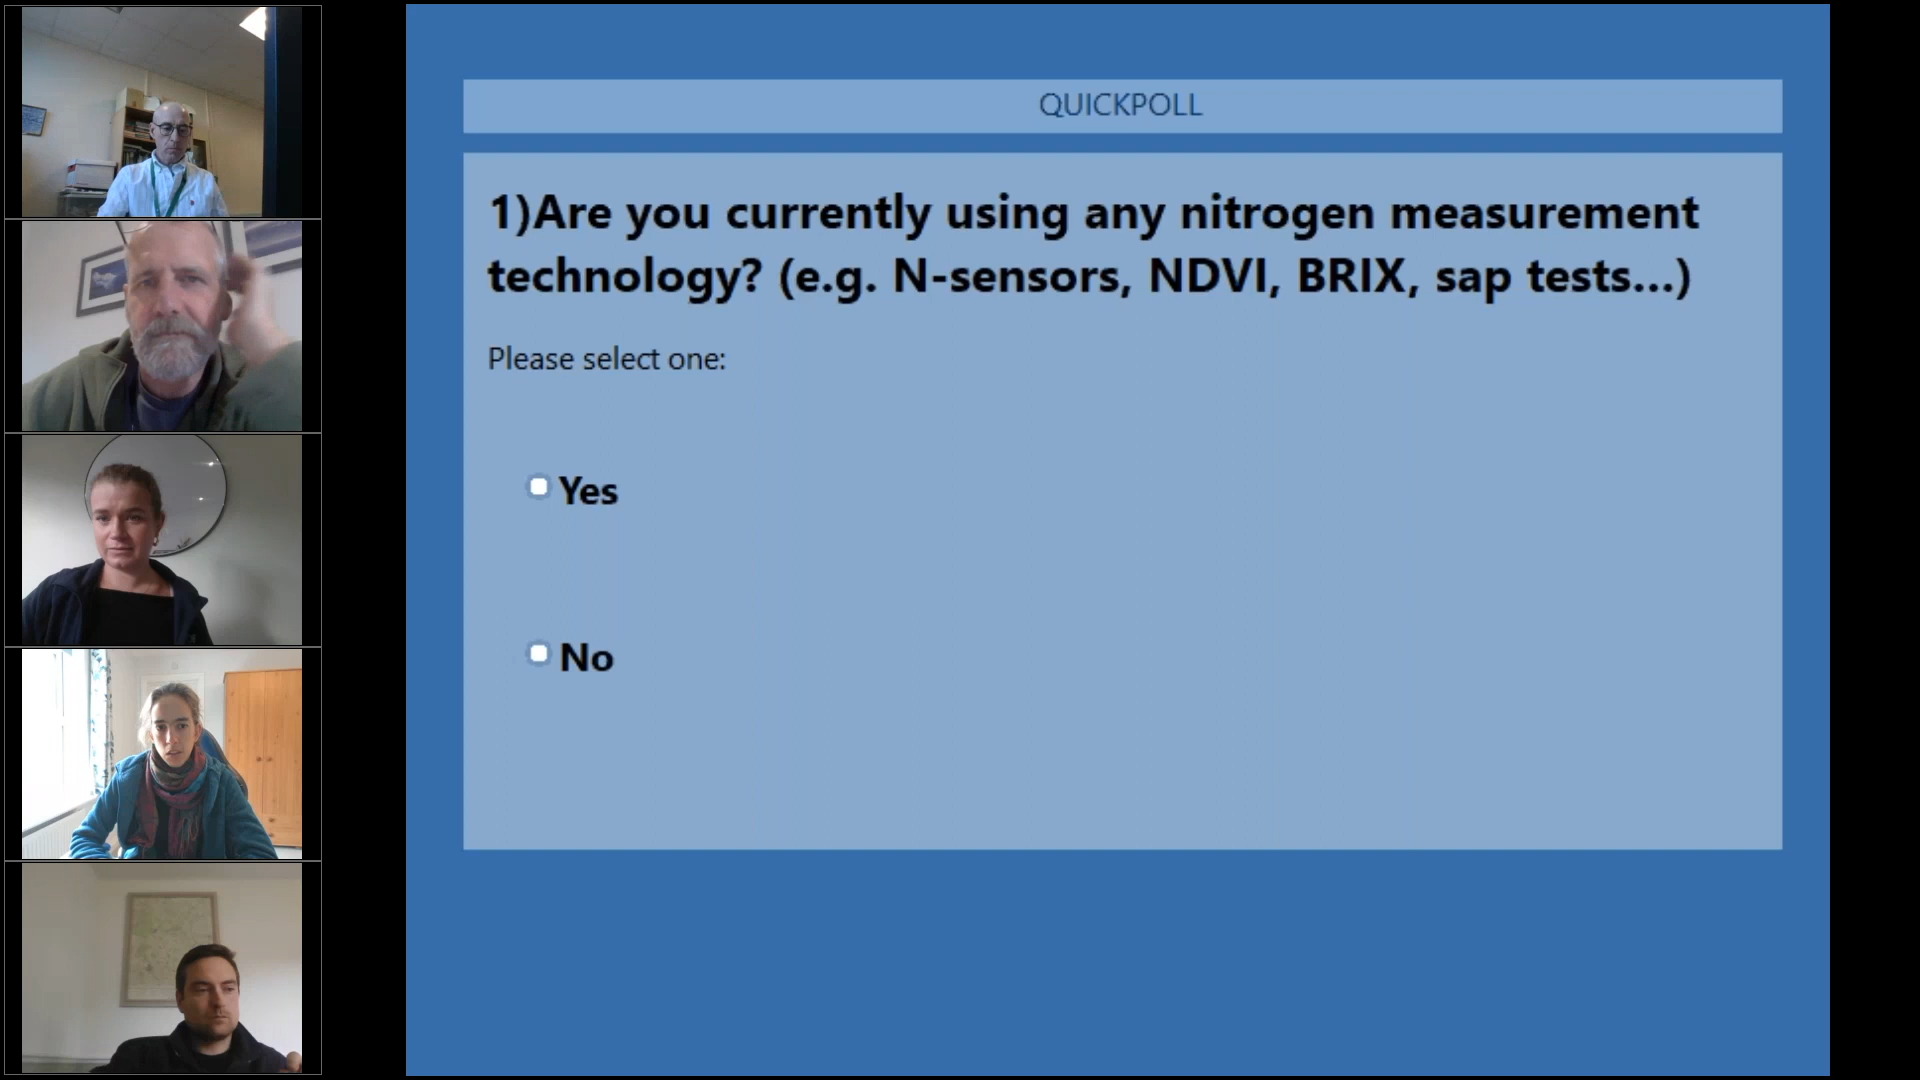 QUICKPOLL
1)Are you currently using any nitrogen measurement
technology? (e.g. N-sensors, NDVI, BRIX, sap tests...)
Please select one:
Yes
No